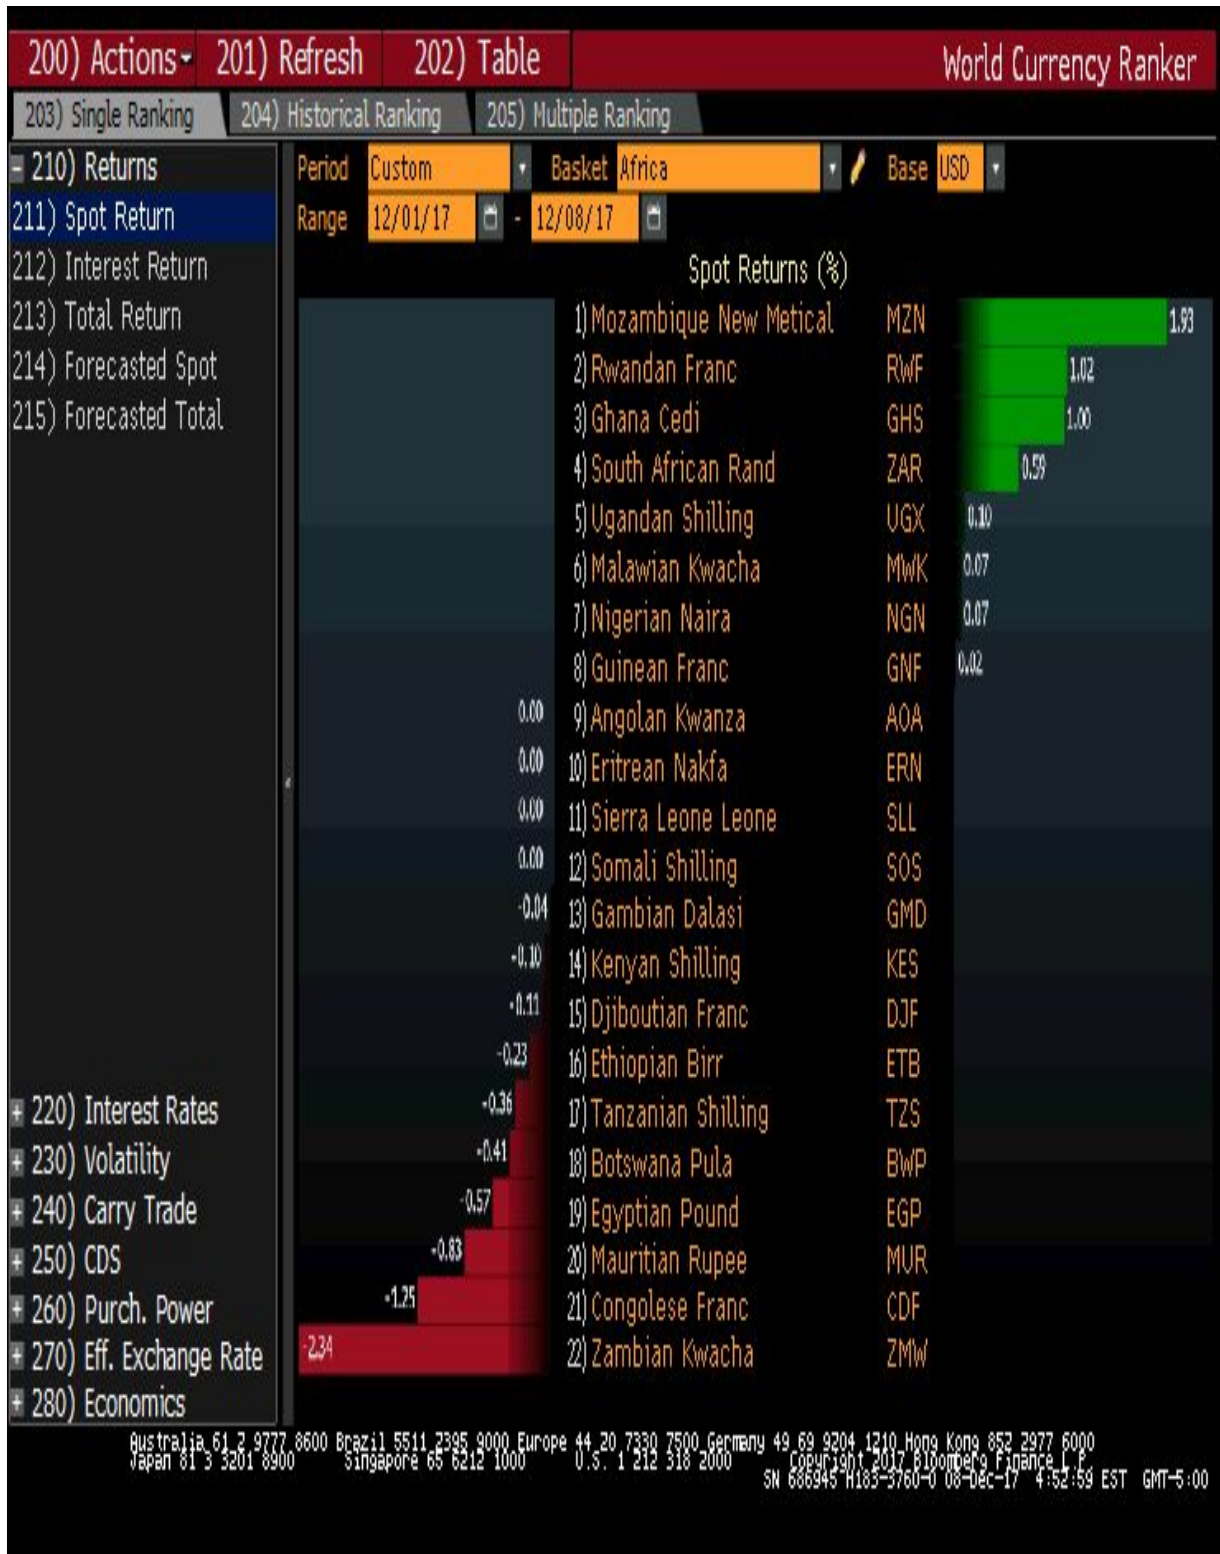 200) Actions 201) Refresh 202) Table World Currency Ranker
203) Single Ranking 204) Historical Ranking 205) Multiple Ranking
210) Returns
211) Spot Return
212) Interest Return
213) Total Return
214) Forecasted Spot
215) Forecasted Total
220) Interest Rates
230) Volatility
240) Carry Trade
250) CDS
260) Purch. Power
270) Eff. Exchange Rate
280) Economics
Period Custom Basket Africa Base USD
Range 12/01/17 - 12/08/17
Spot Returns (%)
1) Mozambique New Metical MZN 1.93
2) Rwandan Franc RWF 1.02
3) Ghana Cedi GHS 1.00
4) South African Rand ZAR 0.59
5) Ugandan Shilling UGX 0.10
6) Malawian Kwacha MWK 0.07
7) Nigerian Naira NGN 0.07
8) Guinean Franc GNF 0.02
0.00 9) Angolan Kwanza AOA
0.00 10) Eritrean Nakfa ERN
0.00 11) Sierra Leone Leone SLL
0.00 12) Somali Shilling SOS
-0.04 13) Gambian Dalasi GMD
-0.10 14) Kenyan Shilling KES
-0.11 15) Djiboutian Franc DJF
-0.23 16) Ethiopian Birr ETB
-0.36 17) Tanzanian Shilling TZS
-0.41 18) Botswana Pula BWP
-0.57 19) Egyptian Pound EGP
-0.83 20) Mauritian Rupee MUR
-1.25 21) Congolese Franc CDF
-2.34 22) Zambian Kwacha ZMW
Australia 61 2 9777 8600 Brazil 5511 2395 9000 Europe 44 20 7330 7500 Germany 49 69 9204 1210 Hong Kong 852 2977 6000
Japan 81 3 3201 8900 Singapore 65 6212 1000 U.S. 1 212 318 2000 Copyright 2017 Bloomberg Finance L.P.
SN 686945 H183-3760-0 08-Dec-17 4:52:59 EST GMT-5:00